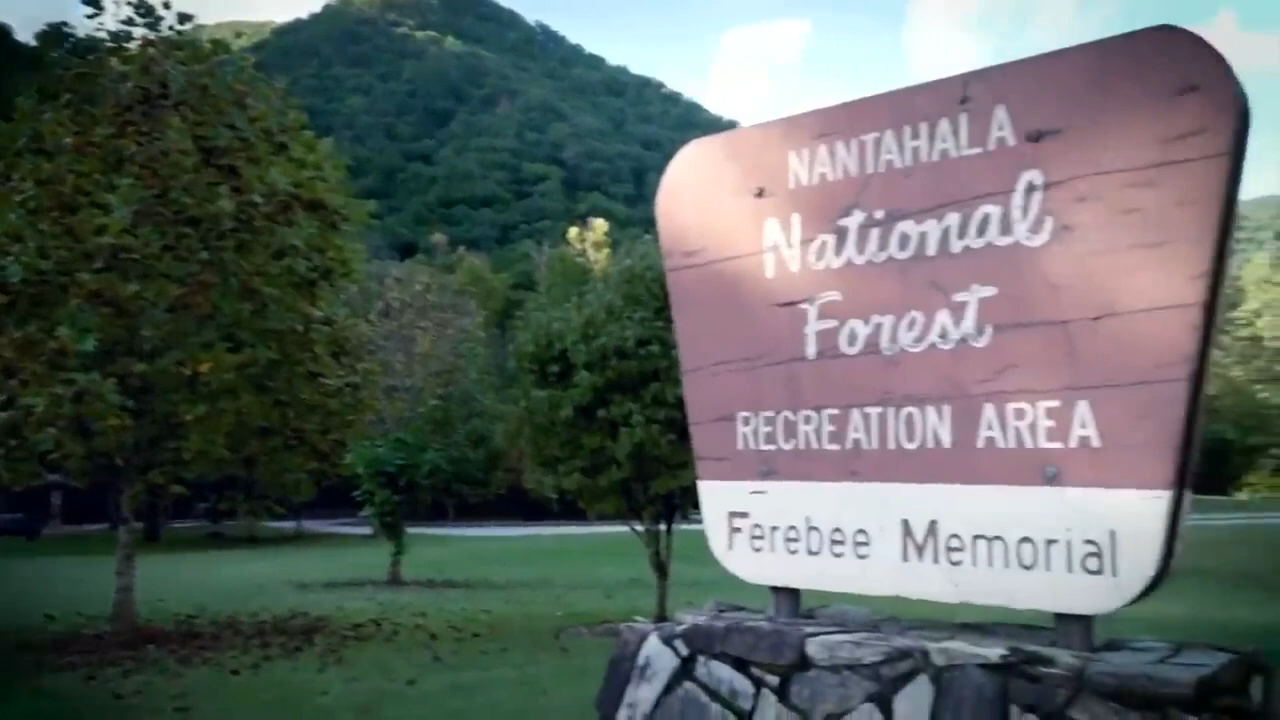 NANTAHALA
National
Forest
RECREATION AREA
Ferebee Memorial